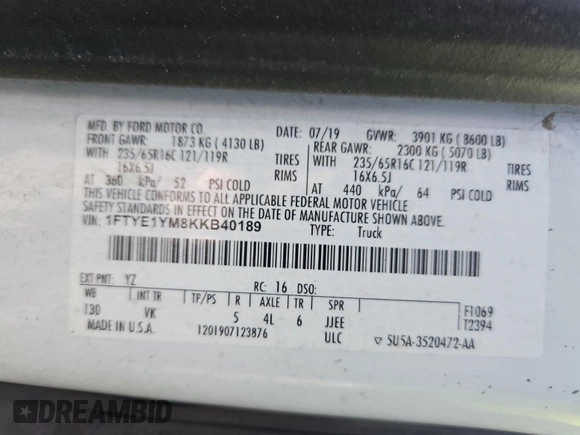 MFD. BY FORD MOTOR CO.
DATE: 07/19 GVWR: 3901 KG ( 8600 LB)
FRONT GAWR: 1873 KG ( 4130 LB) REAR GAWR: 2300 KG ( 5070 LB)
WITH 235/65R16C 121/119R TIRES WITH 235/65R16C 121/119R TIRES
16X6.5J RIMS 16X6.5J RIMS
AT 360 kPa/ 52 PSI COLD AT 440 kPa/ 64 PSI COLD
THIS VEHICLE CONFORMS TO ALL APPLICABLE FEDERAL MOTOR VEHICLE
SAFETY STANDARDS IN EFFECT ON THE DATE OF MANUFACTURE SHOWN ABOVE.
VIN: 1FTYE1YM8KKB40189 TYPE: Truck
EXT PNT: YZ RC: 16 DSO:
WB INT TR TP/PS R AXLE TR SPR F1069
130 VK 5 4L 6 JJEE T2394
MADE IN U.S.A. 1201907123876 ULC ▽ 5U5A-3520472-AA
DREAMBID